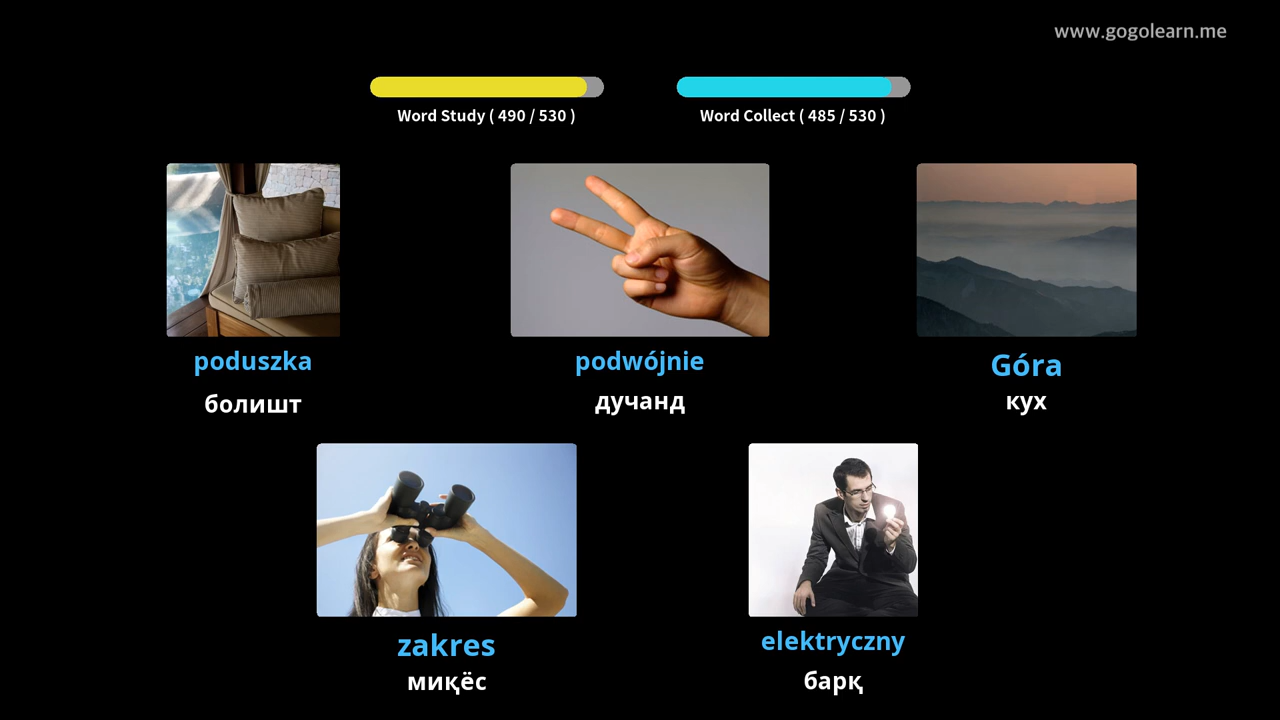 www.gogolearn.me
Word Study ( 490 / 530 )
Word Collect ( 485 / 530 )
poduszka
podwójnie
Góra
болишт
дучанд
кух
zakres
elektryczny
миқёс
барқ